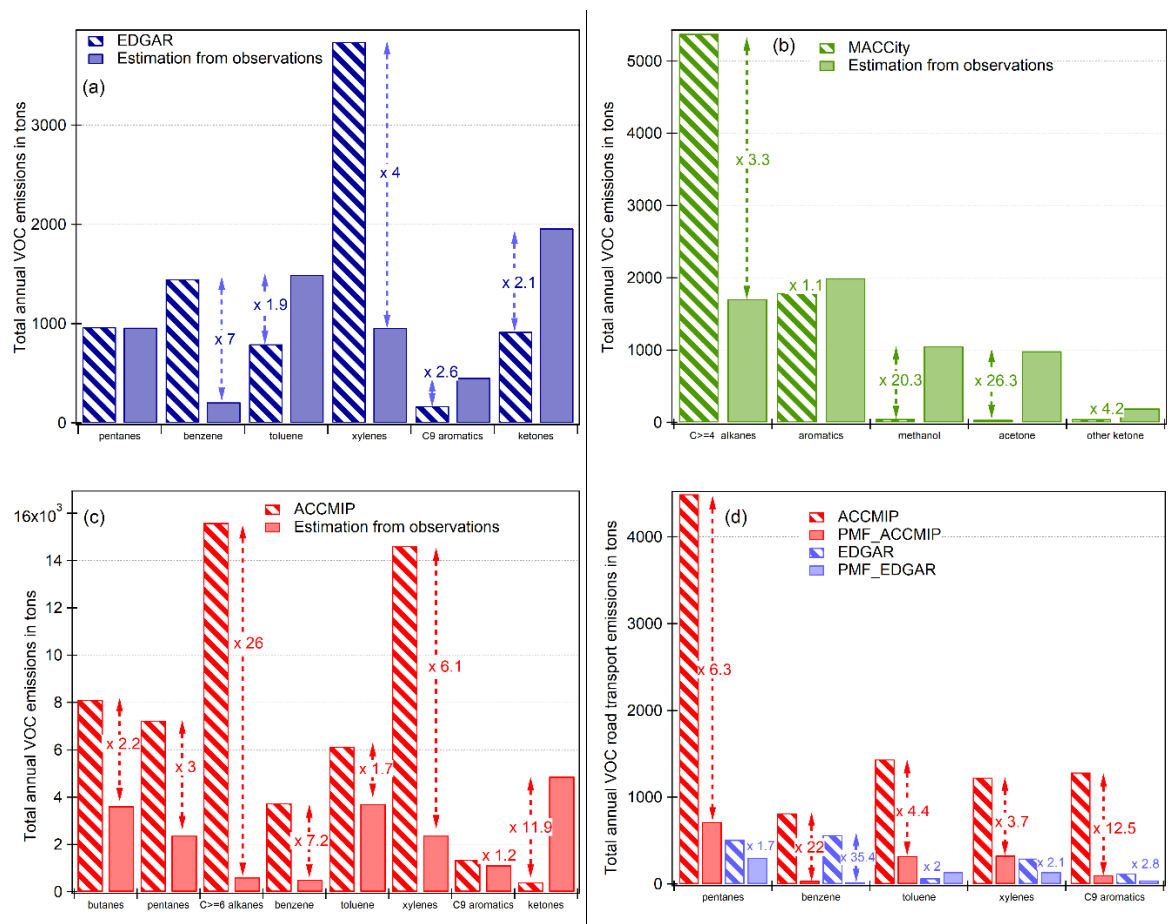 EDGAR
Estimation from observations
(a)
Total annual VOC emissions in tons
3000
2000
1000
0
x 7
x 1.9
x 4
x 2.6
x 2.1
pentanes
benzene
toluene
xylenes
C9 aromatics
ketones
(b)
MACCity
Estimation from observations
Total annual VOC emissions in tons
5000
4000
3000
2000
1000
0
x 3.3
x 1.1
x 20.3
x 26.3
x 4.2
C>=4 alkanes
aromatics
methanol
acetone
other ketone
(c)
ACCMIP
Estimation from observations
Total annual VOC emissions in tons
16x10³
14
12
10
8
6
4
2
0
x 2.2
x 3
x 26
x 7.2
x 1.7
x 6.1
x 1.2
x 11.9
butanes
pentanes
C>=6 alkanes
benzene
toluene
xylenes
C9 aromatics
ketones
(d)
ACCMIP
PMF_ACCMIP
EDGAR
PMF_EDGAR
Total annual VOC road transport emissions in tons
4000
3000
2000
1000
0
x 6.3
x 1.7
x 22
x 35.4
x 4.4
x 2
x 3.7
x 2.1
x 12.5
x 2.8
pentanes
benzene
toluene
xylenes
C9 aromatics